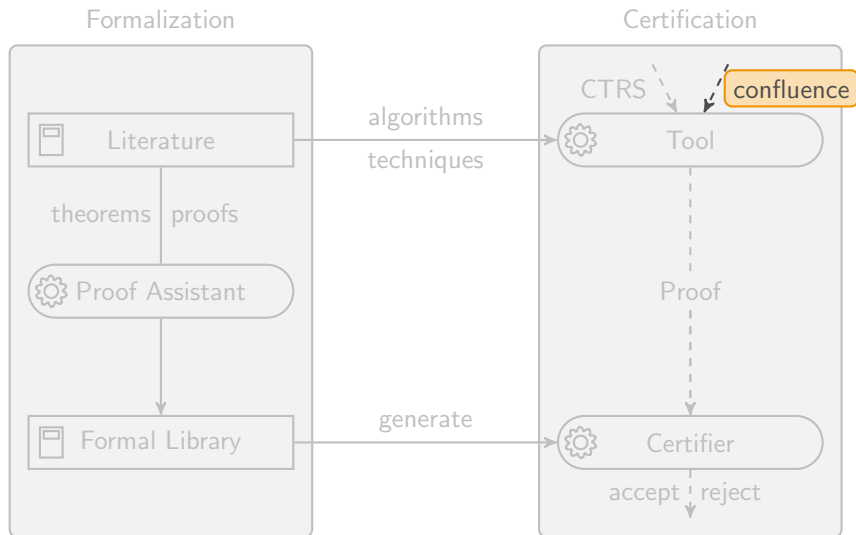 Formalization
Certification
CTRS
confluence
Literature
algorithms
techniques
Tool
theorems proofs
Proof Assistant
Proof
Formal Library
generate
Certifier
accept reject